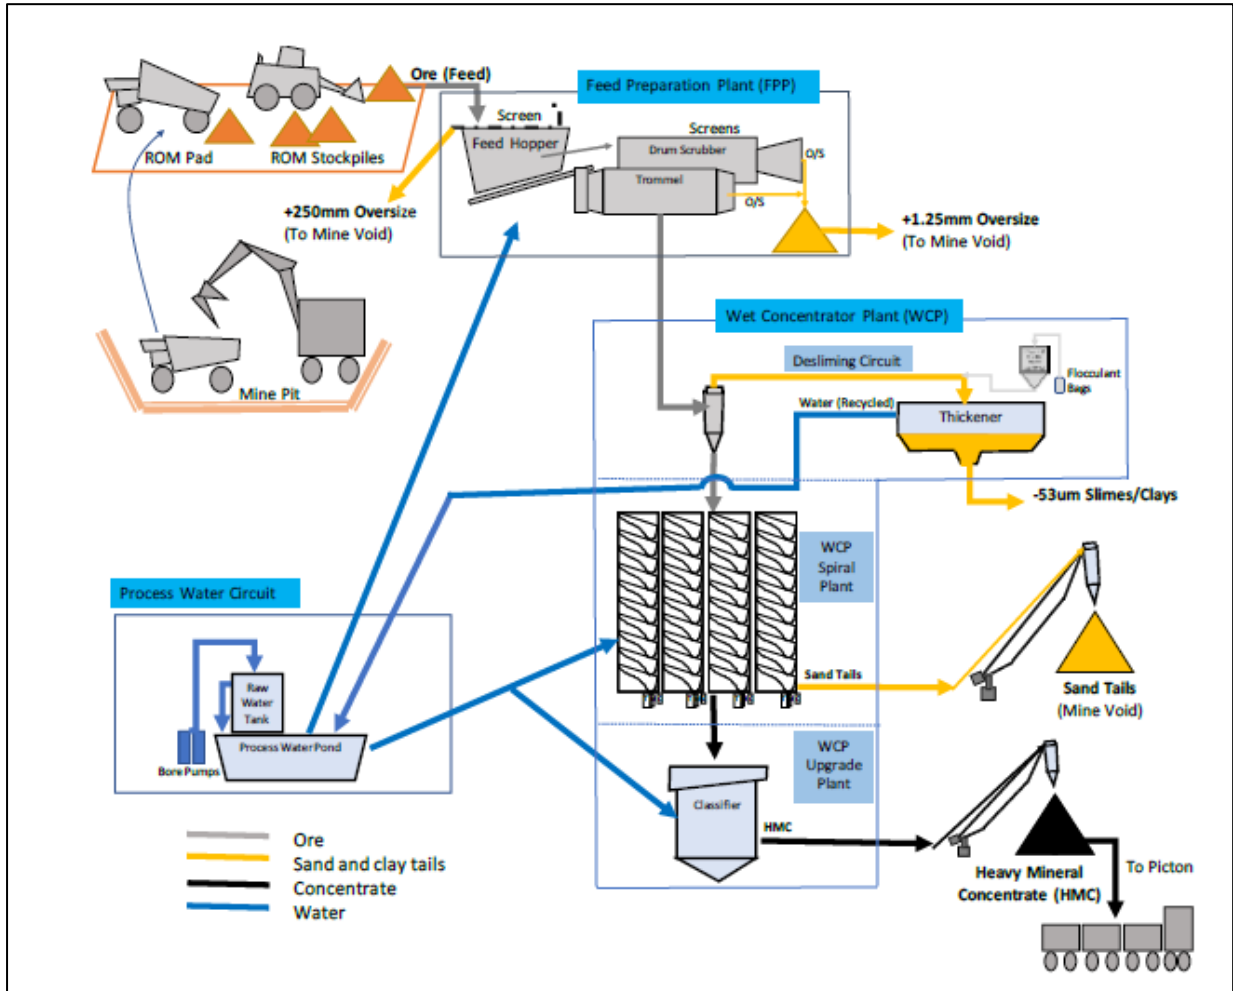 Ore (Feed)
Feed Preparation Plant (FPP)
Screen
Feed Hopper
Screens
Drum Scrubber
O/S
Trommel
O/S
ROM Pad
ROM Stockpiles
+250mm Oversize
(To Mine Void)
+1.25mm Oversize
(To Mine Void)
Mine Pit
Wet Concentrator Plant (WCP)
Desliming Circuit
Flocculant
Bags
Water (Recycled)
Thickener
-53um Slimes/Clays
WCP
Spiral
Plant
Process Water Circuit
Raw
Water
Tank
Process Water Pond
Bore Pumps
Sand Tails
Sand Tails
(Mine Void)
WCP
Upgrade
Plant
Classifier
HMC
Heavy Mineral
Concentrate (HMC)
To Picton
Ore
Sand and clay tails
Concentrate
Water